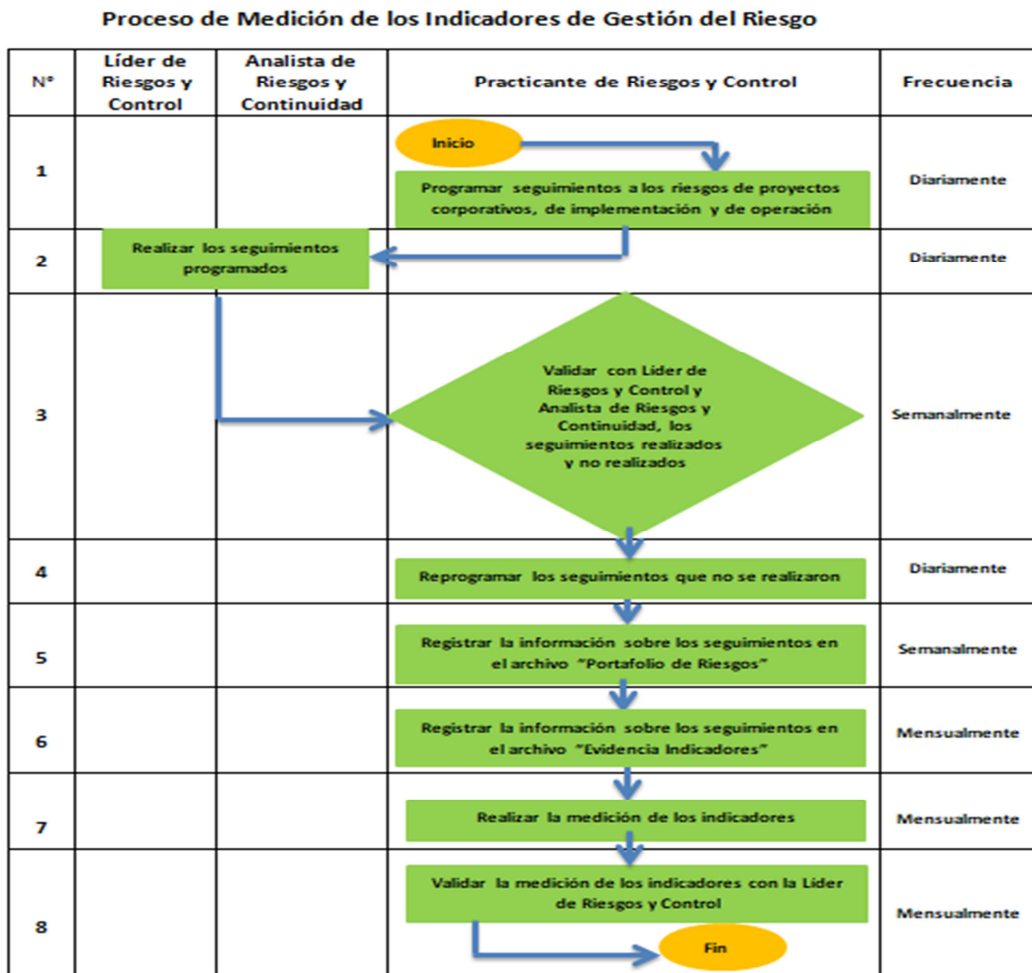 Proceso de Medición de los Indicadores de Gestión del Riesgo
N°
Líder de
Riesgos y
Control
Analista de
Riesgos y
Continuidad
Practicante de Riesgos y Control
Frecuencia
1
Inicio
Programar seguimientos a los riesgos de proyectos
corporativos, de implementación y de operación
Diariamente
2
Realizar los seguimientos
programados
Diariamente
3
Validar con Líder de
Riesgos y Control y
Analista de Riesgos y
Continuidad, los
seguimientos realizados
y no realizados
Semanalmente
4
Reprogramar los seguimientos que no se realizaron
Diariamente
5
Registrar la información sobre los seguimientos en
el archivo “Portafolio de Riesgos”
Semanalmente
6
Registrar la información sobre los seguimientos en
el archivo “Evidencia Indicadores”
Mensualmente
7
Realizar la medición de los indicadores
Mensualmente
8
Validar la medición de los indicadores con la Líder
de Riesgos y Control
Fin
Mensualmente